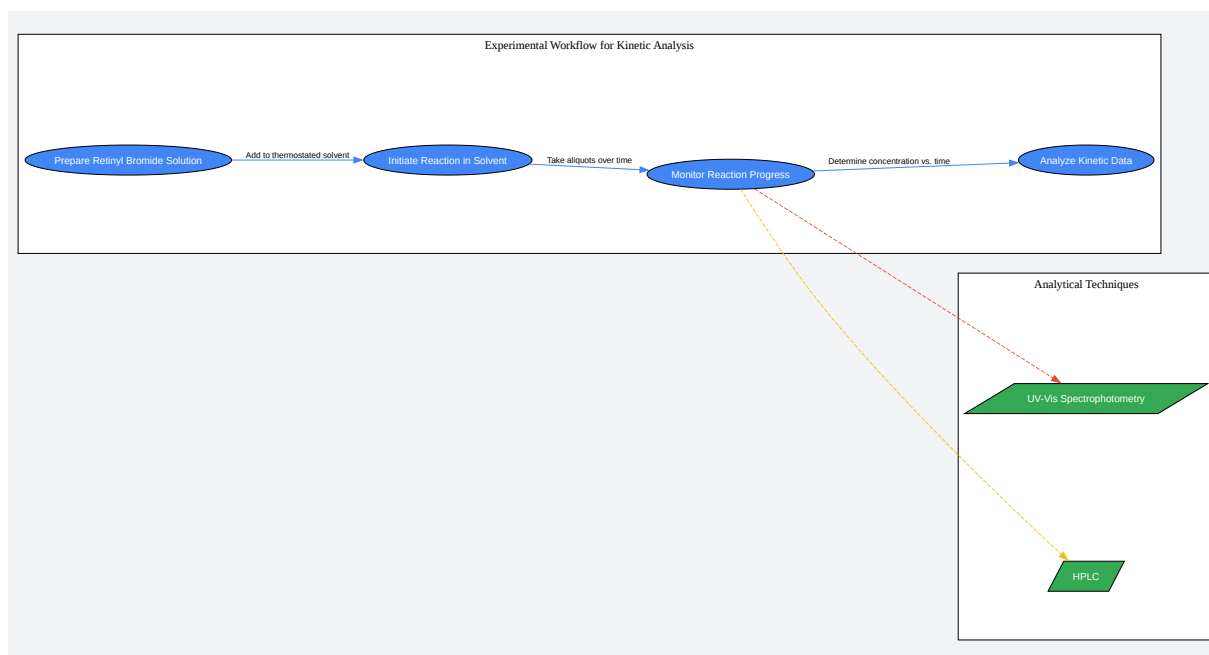 Experimental Workflow for Kinetic Analysis
Prepare Retinyl Bromide Solution
Add to thermostated solvent
Initiate Reaction in Solvent
Take aliquots over time
Monitor Reaction Progress
Determine concentration vs. time
Analyze Kinetic Data
Analytical Techniques
UV-Vis Spectrophotometry
HPLC